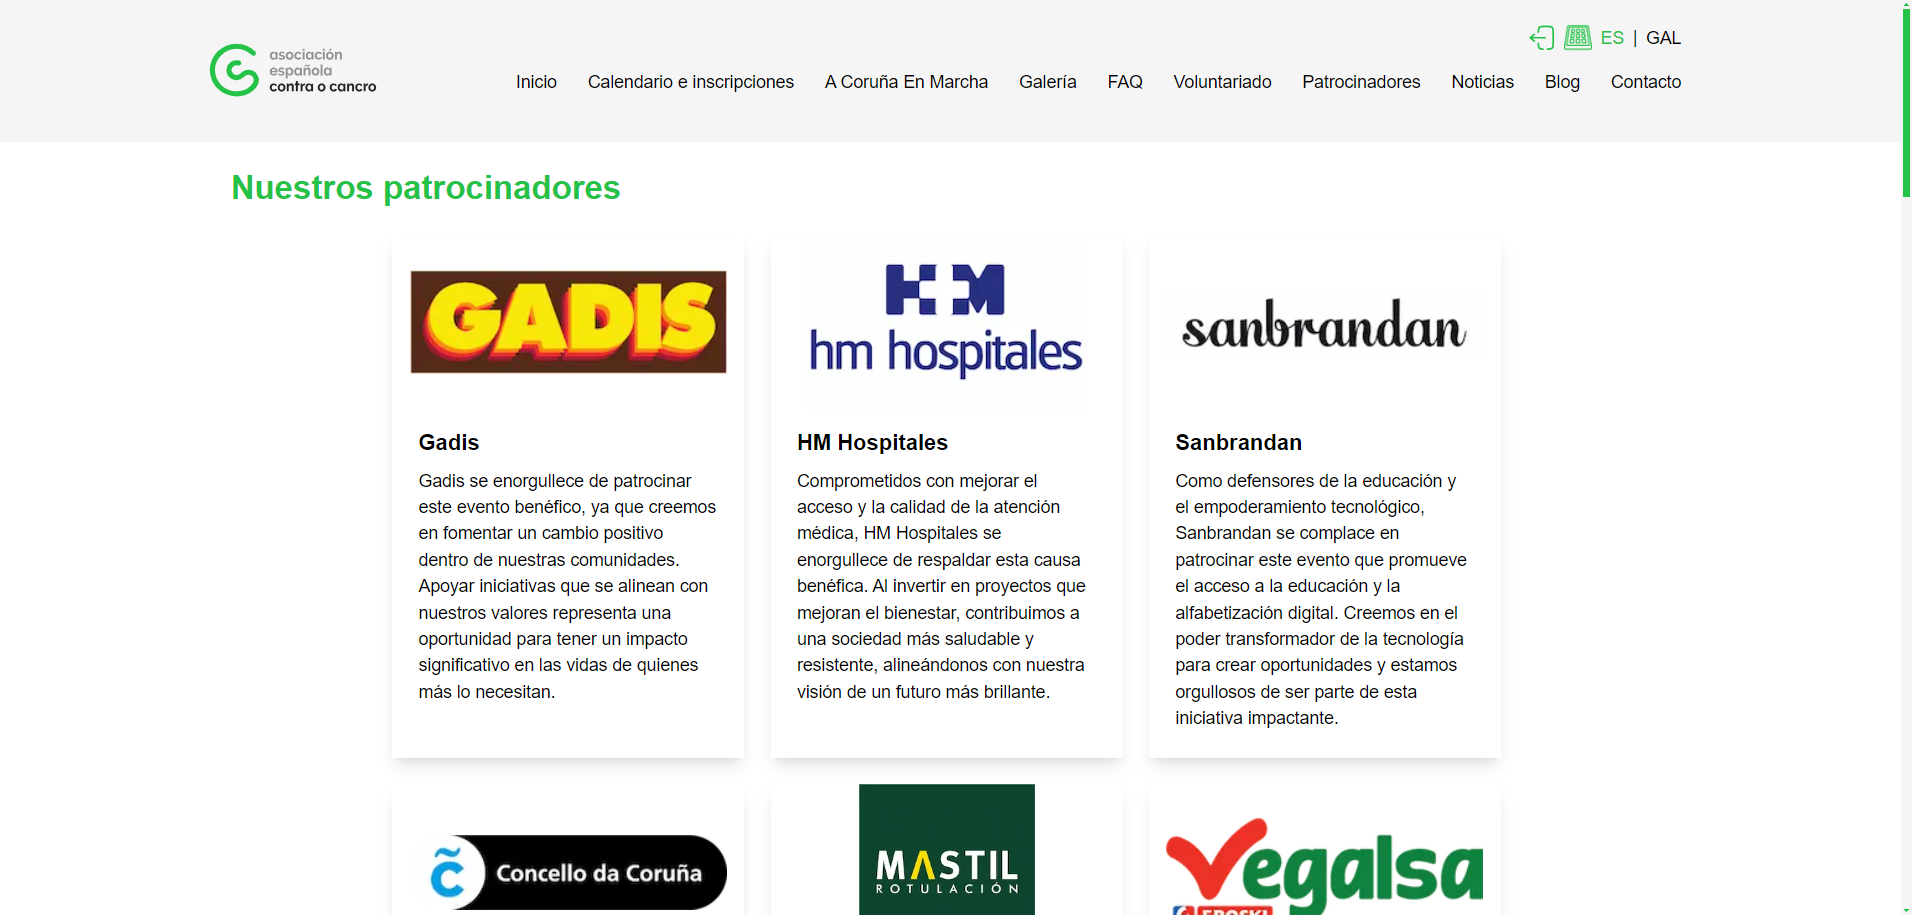 asociación
española
contra o cancro
ES | GAL
Inicio Calendario e inscripciones A Coruña En Marcha Galería FAQ Voluntariado Patrocinadores Noticias Blog Contacto
Nuestros patrocinadores
GADIS
HM
hm hospitales
sanbrandan
Gadis
Gadis se enorgullece de patrocinar
este evento benéfico, ya que creemos
en fomentar un cambio positivo
dentro de nuestras comunidades.
Apoyar iniciativas que se alinean con
nuestros valores representa una
oportunidad para tener un impacto
significativo en las vidas de quienes
más lo necesitan.
HM Hospitales
Comprometidos con mejorar el
acceso y la calidad de la atención
médica, HM Hospitales se
enorgullece de respaldar esta causa
benéfica. Al invertir en proyectos que
mejoran el bienestar, contribuimos a
una sociedad más saludable y
resistente, alineándonos con nuestra
visión de un futuro más brillante.
Sanbrandan
Como defensores de la educación y
el empoderamiento tecnológico,
Sanbrandan se complace en
patrocinar este evento que promueve
el acceso a la educación y la
alfabetización digital. Creemos en el
poder transformador de la tecnología
para crear oportunidades y estamos
orgullosos de ser parte de esta
iniciativa impactante.
Concello da Coruña
MASTIL
ROTULACIÓN
Vegalsa
EROSKI